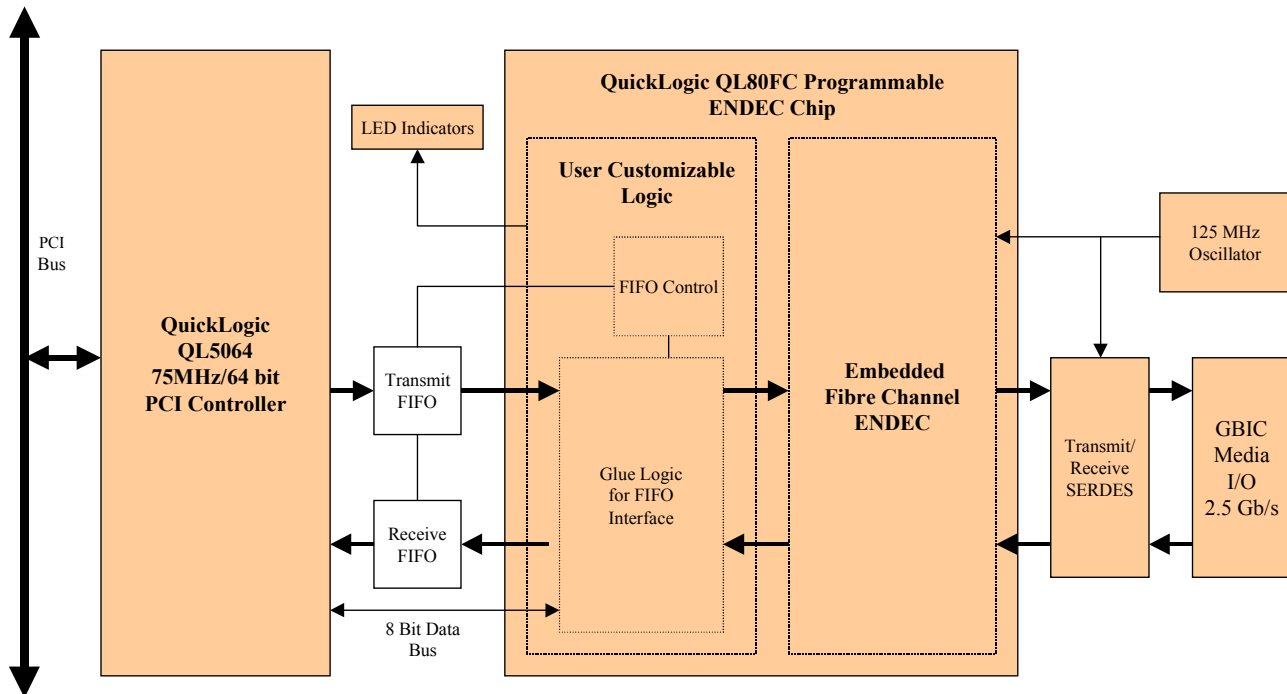 QuickLogic QL80FC Programmable
ENDEC Chip
LED Indicators
User Customizable
Logic
PCI
Bus
125 MHz
Oscillator
FIFO Control
QuickLogic
QL5064
75MHz/64 bit
PCI Controller
Transmit
FIFO
Embedded
Fibre Channel
ENDEC
Transmit/
Receive
SERDES
GBIC
Media
I/O
2.5 Gb/s
Glue Logic
for FIFO
Interface
Receive
FIFO
8 Bit Data
Bus